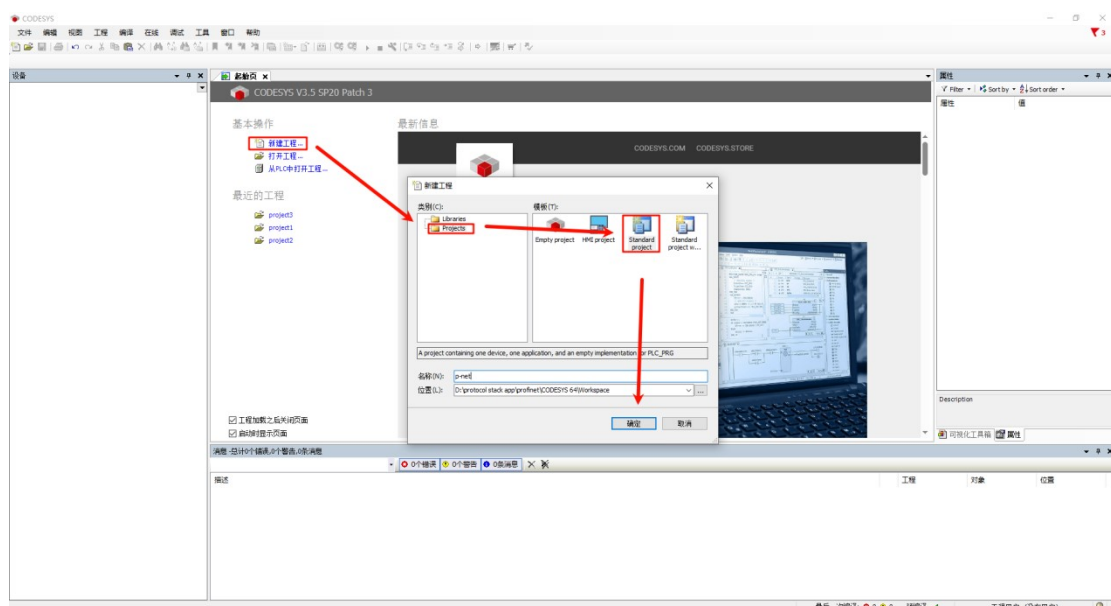 CODESYS
文件 编辑 视图 工程 编译 在线 调试 工具 窗口 帮助
3
设备
起始页
属性
CODESYS V3.5 SP20 Patch 3
Filter Sort by Sort order
属性 值
基本操作
新建工程...
打开工程...
从PLC中打开工程...
最近的工程
project3
project1
project2
最新信息
CODESYS.COM CODESYS.STORE
新建工程
类别(C):
模板(T):
Libraries
Projects
Empty project
HMI project
Standard project
Standard project w...
A project containing one device, one application, and an empty implementation for PLC_PRG
名称(N): p-net
位置(L): D:\protocol stack app\profinet\CODESYS 64\Workspace
确定 取消
工程加载之后关闭页面
启动时显示页面
Description
可视化工具箱 属性
消息 -总计0个错误,0个警告,0条消息
0个错误 0个警告 0条消息
描述 工程 对象 位置